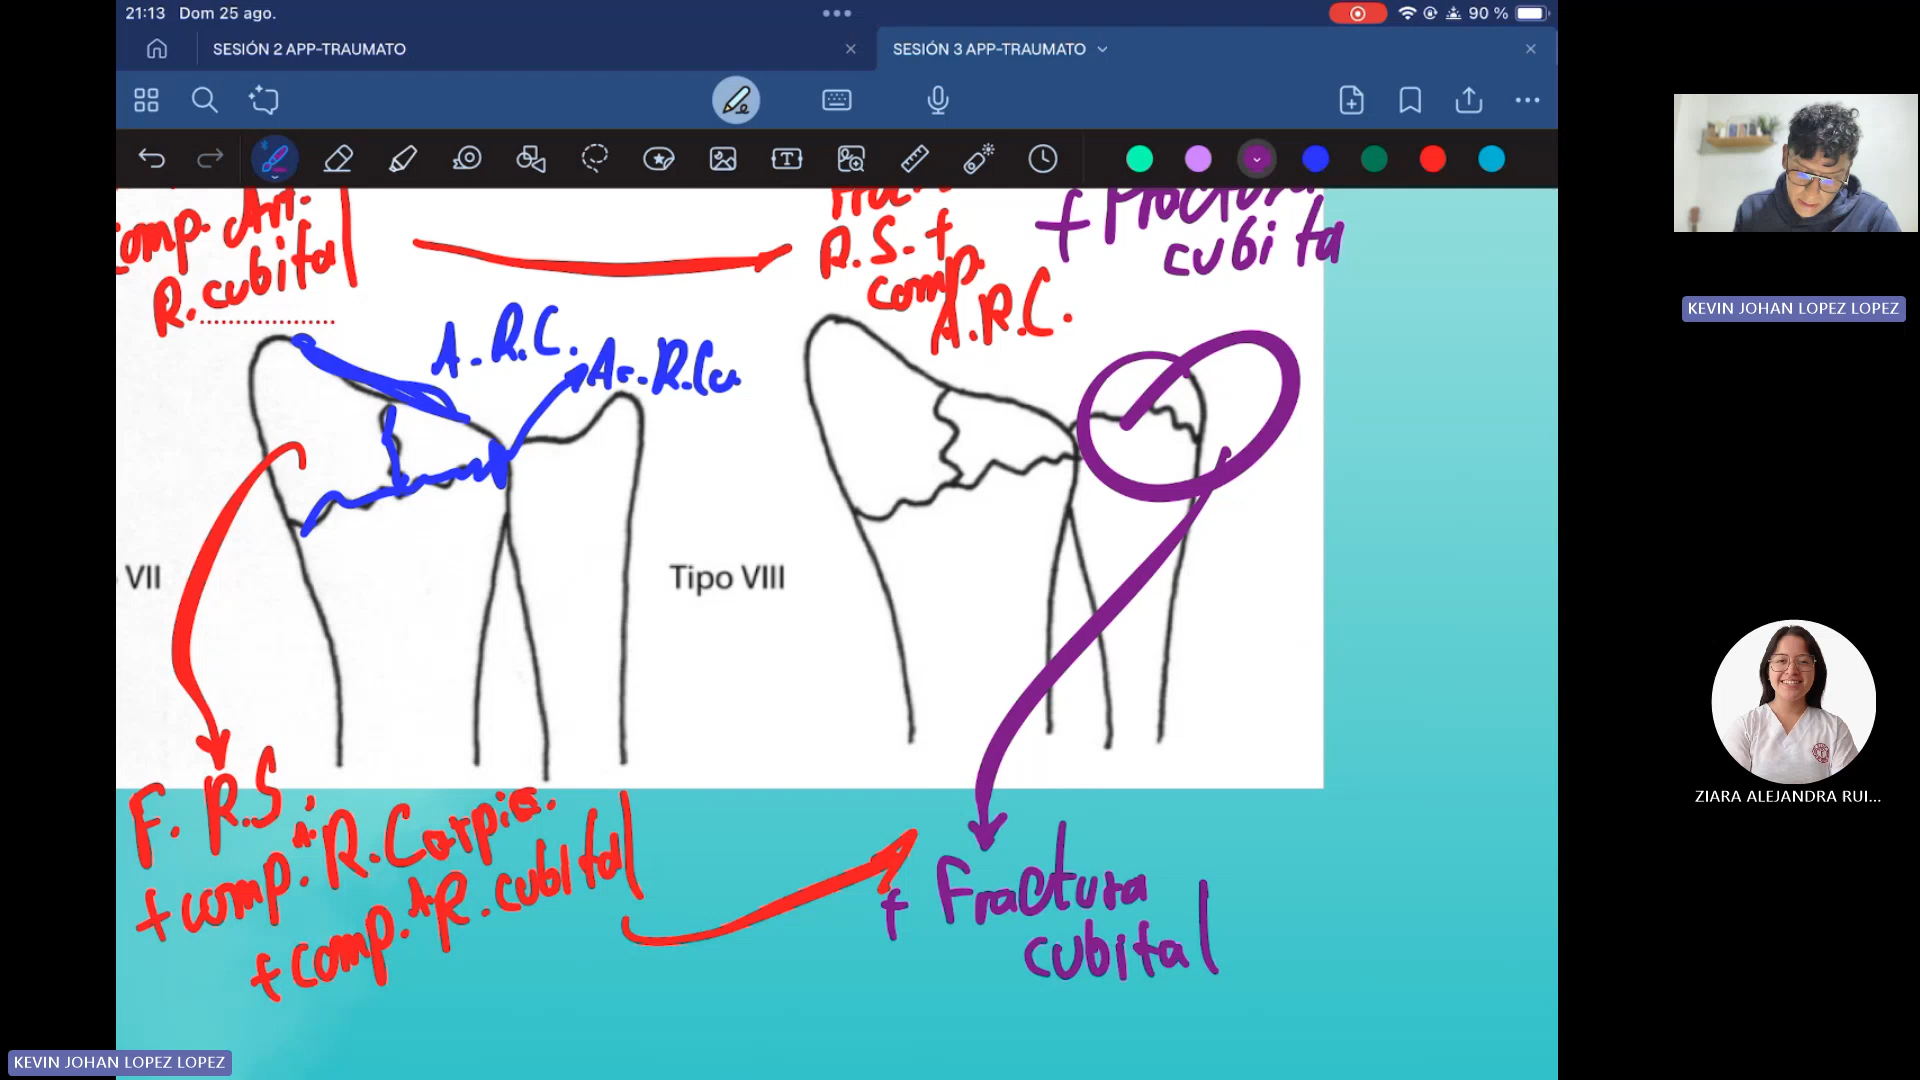 21:13 Dom 25 ago.
90 %
SESIÓN 2 APP-TRAUMATO
SESIÓN 3 APP-TRAUMATO
comp. Art.
R. cubital
R.S. +
comp.
A.R.C.
+ Fractura
cubita
A.R.C.
A.R.Cu
VII
Tipo VIII
F. R.S
+ comp. A. R. Carpia.
+ comp. A. R. cubital
+ Fractura
cubital
KEVIN JOHAN LOPEZ LOPEZ
ZIARA ALEJANDRA RUI...
KEVIN JOHAN LOPEZ LOPEZ